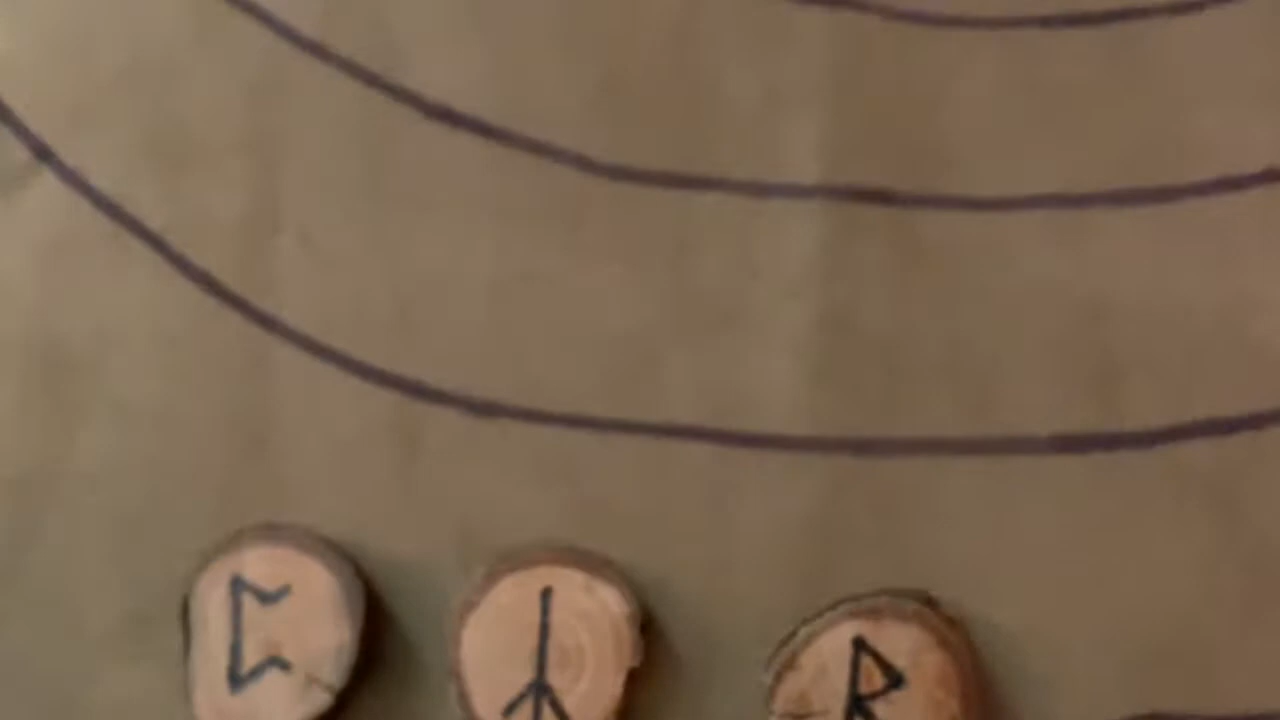 ᛈ ᛦ ᚱ